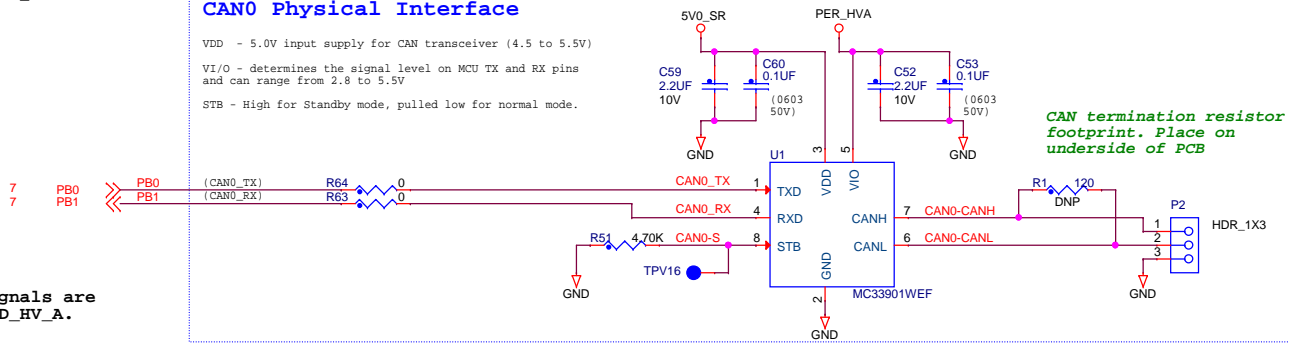 CAN0 Physical Interface
VDD - 5.0V input supply for CAN transceiver (4.5 to 5.5V)
VI/O - determines the signal level on MCU TX and RX pins
and can range from 2.8 to 5.5V
STB - High for Standby mode, pulled low for normal mode.
5V0_SR
PER_HVA
C59
2.2UF
10V
C60
0.1UF
(0603
50V)
C52
2.2UF
10V
C53
0.1UF
(0603
50V)
GND
GND
CAN termination resistor
footprint. Place on
underside of PCB
U1
3
5
VDD
VIO
7
PB0
PB0
(CAN0_TX)
R64
0
CAN0_TX
1
TXD
7
PB1
PB1
(CAN0_RX)
R63
0
CAN0_RX
4
RXD
R51
4.70K
CAN0-S
8
STB
TPV16
GND
CANH
7
CAN0-CANH
CANL
6
CAN0-CANL
GND
2
MC33901WEF
GND
R1
120
DNP
P2
HDR_1X3
1
2
3
GND
gnals are
D_HV_A.